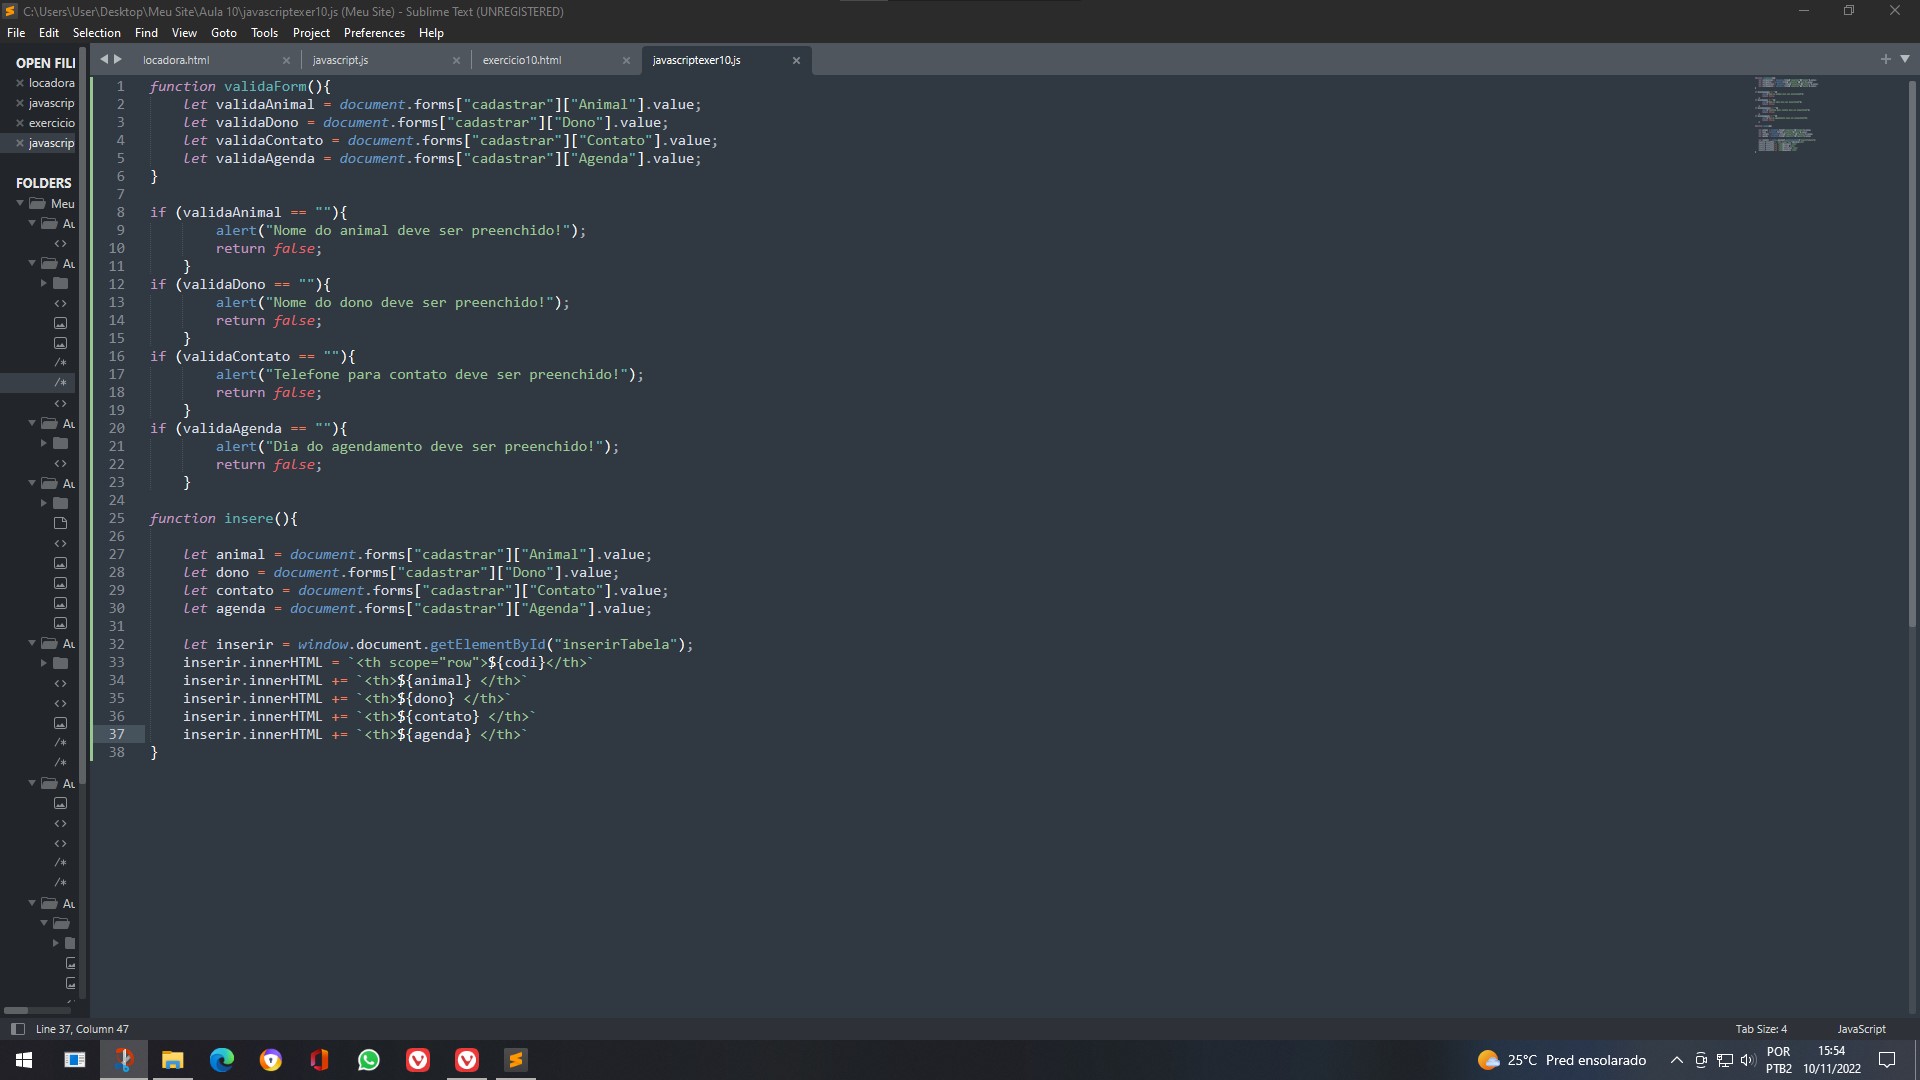 C:\Users\User\Desktop\Meu Site\Aula 10\javascriptexer10.js (Meu Site) - Sublime Text (UNREGISTERED)
File Edit Selection Find View Goto Tools Project Preferences Help
OPEN FIL
locadora
javascrip
exercicio
javascrip
FOLDERS
Meu
Au
<>
Au
<>
/*
/*
<>
Au
<>
Au
<>
Au
<>
<>
/*
/*
Au
<>
<>
/*
/*
Au
locadora.html javascript.js exercicio10.html javascriptexer10.js
1 function validaForm(){
2 let validaAnimal = document.forms["cadastrar"]["Animal"].value;
3 let validaDono = document.forms["cadastrar"]["Dono"].value;
4 let validaContato = document.forms["cadastrar"]["Contato"].value;
5 let validaAgenda = document.forms["cadastrar"]["Agenda"].value;
6 }
7
8 if (validaAnimal == ""){
9 alert("Nome do animal deve ser preenchido!");
10 return false;
11 }
12 if (validaDono == ""){
13 alert("Nome do dono deve ser preenchido!");
14 return false;
15 }
16 if (validaContato == ""){
17 alert("Telefone para contato deve ser preenchido!");
18 return false;
19 }
20 if (validaAgenda == ""){
21 alert("Dia do agendamento deve ser preenchido!");
22 return false;
23 }
24
25 function insere(){
26
27 let animal = document.forms["cadastrar"]["Animal"].value;
28 let dono = document.forms["cadastrar"]["Dono"].value;
29 let contato = document.forms["cadastrar"]["Contato"].value;
30 let agenda = document.forms["cadastrar"]["Agenda"].value;
31
32 let inserir = window.document.getElementById("inserirTabela");
33 inserir.innerHTML = `<th scope="row">${codi}</th>`
34 inserir.innerHTML += `<th>${animal} </th>`
35 inserir.innerHTML += `<th>${dono} </th>`
36 inserir.innerHTML += `<th>${contato} </th>`
37 inserir.innerHTML += `<th>${agenda} </th>`
38 }
Line 37, Column 47 Tab Size: 4 JavaScript
25°C Pred ensolarado
POR
PTB2
15:54
10/11/2022